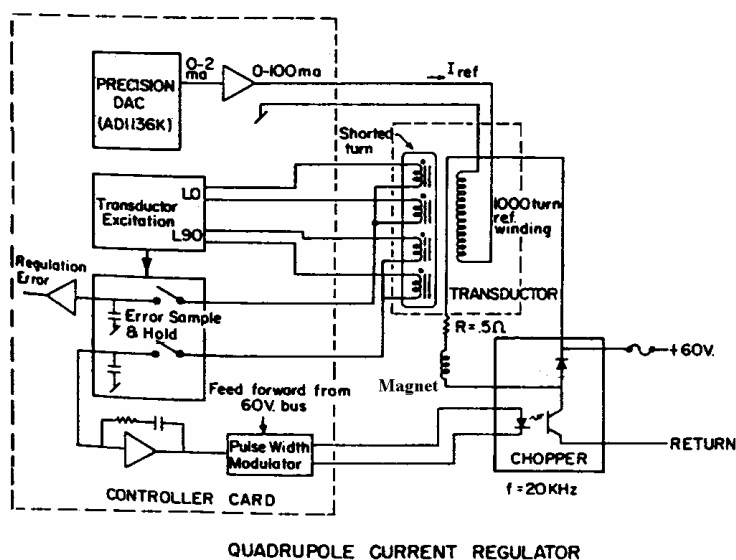 PRECISION
DAC
(AD1136K)
0-2
ma
0-100ma
I ref
Shorted
turn
Transductor
Excitation
L0
L90
1000 turn
ref.
winding
TRANSDUCTOR
Regulation
Error
Error Sample
& Hold
R=.5Ω
Magnet
+60V.
Feed forward from
60V. bus
Pulse Width
Modulator
RETURN
CHOPPER
f = 20KHz
CONTROLLER CARD
QUADRUPOLE CURRENT REGULATOR